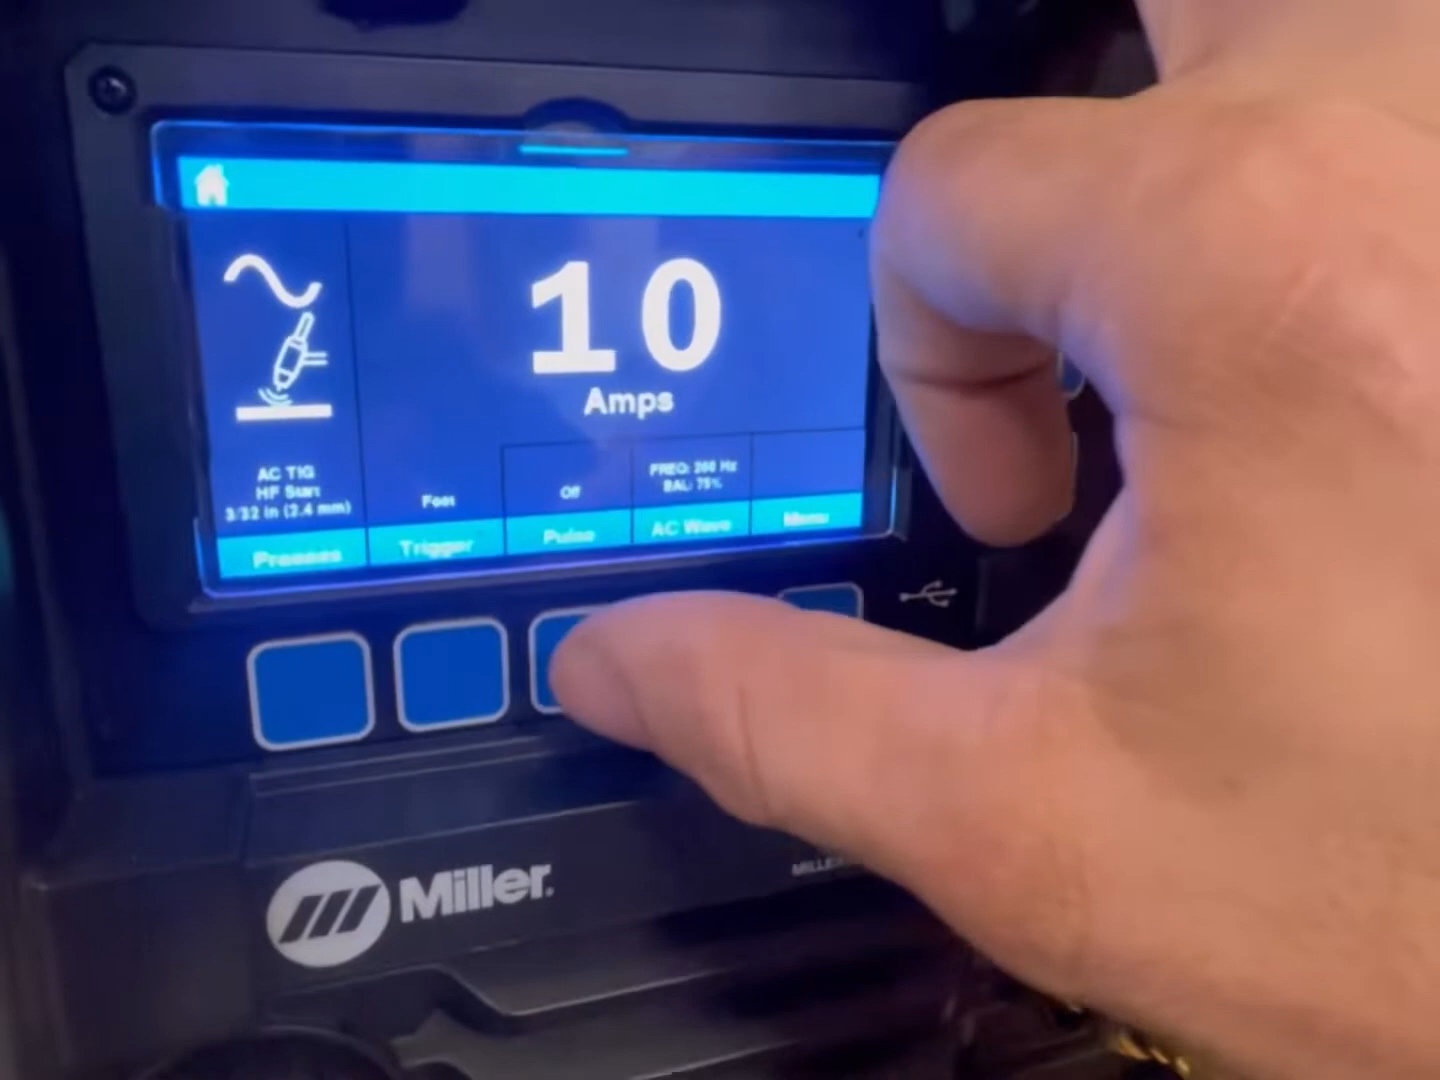 10
Amps
AC TIG
HF Start
3/32 in (2.4 mm)
Foot
Off
FREQ: 200 Hz
BAL: 75%
Process
Trigger
Pulse
AC Wave
Menu
Miller.